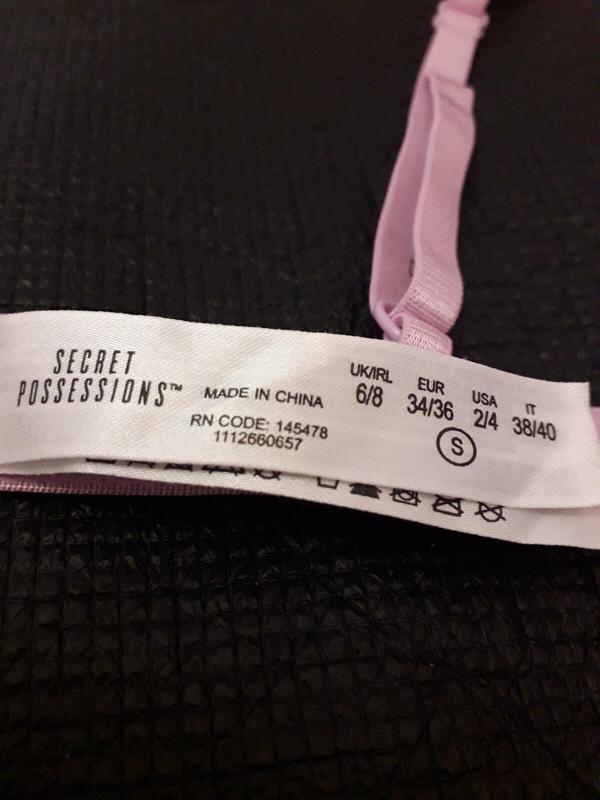 SECRET
POSSESSIONS™
MADE IN CHINA
RN CODE: 145478
1112660657
UK/IRL
6/8
EUR
34/36
USA
2/4
IT
38/40
S